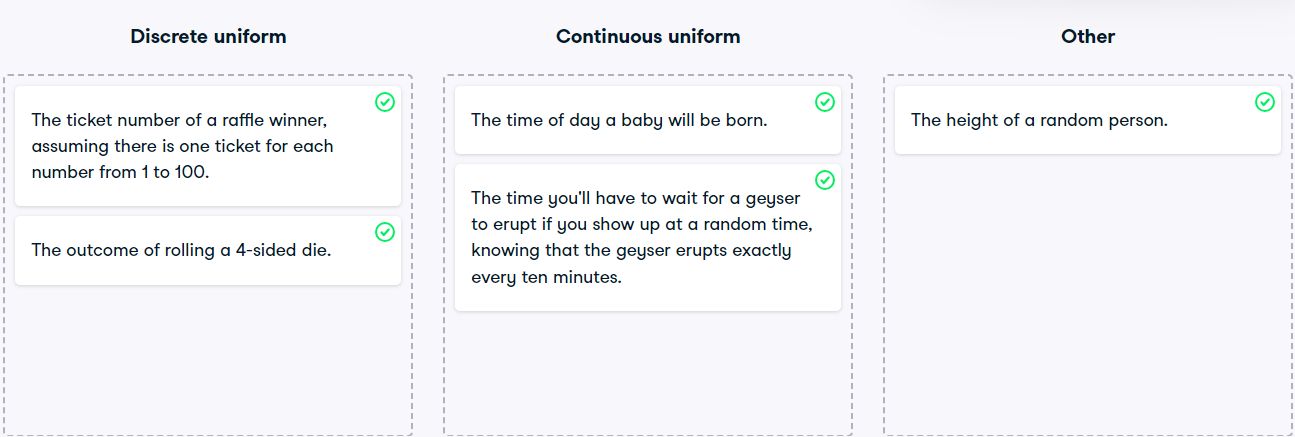 Discrete uniform
Continuous uniform
Other
The ticket number of a raffle winner,
assuming there is one ticket for each
number from 1 to 100.
The outcome of rolling a 4-sided die.
The time of day a baby will be born.
The time you'll have to wait for a geyser
to erupt if you show up at a random time,
knowing that the geyser erupts exactly
every ten minutes.
The height of a random person.